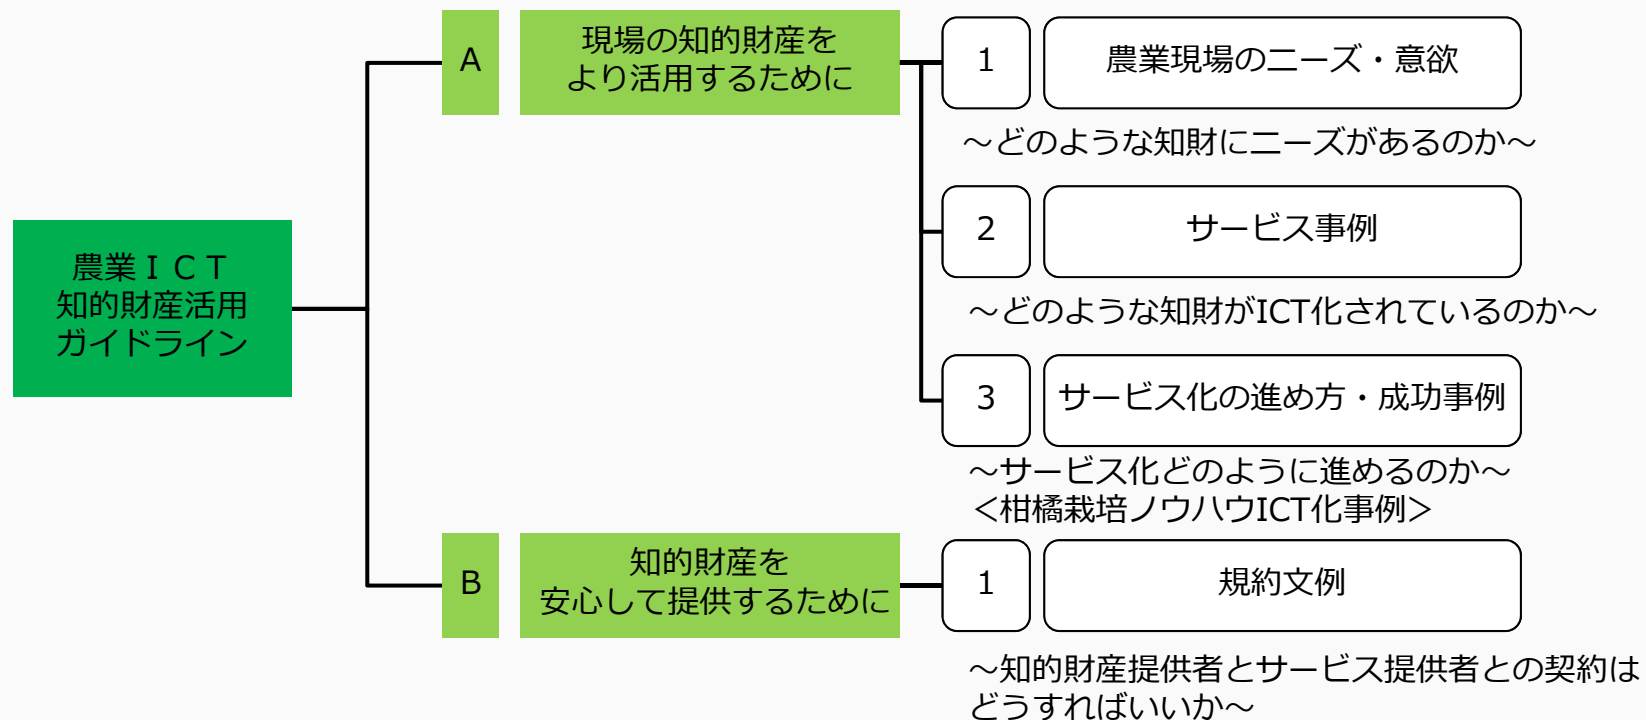 農業ＩＣＴ
知的財産活用
ガイドライン
A
現場の知的財産を
より活用するために
1
農業現場のニーズ・意欲
～どのような知財にニーズがあるのか～
2
サービス事例
～どのような知財がICT化されているのか～
3
サービス化の進め方・成功事例
～サービス化どのように進めるのか～
＜柑橘栽培ノウハウICT化事例＞
B
知的財産を
安心して提供するために
1
規約文例
～知的財産提供者とサービス提供者との契約は
どうすればいいか～